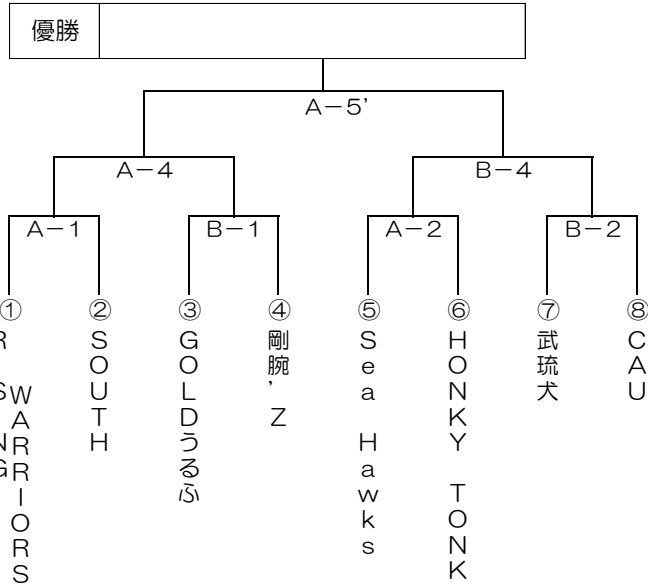 優勝
A－5’
A－4
B－4
A－1
B－1
A－2
B－2
①
②
③
④
⑤
⑥
⑦
⑧
WARRIORS
SOUTH
GOLDうるふ
剛腕’Z
Sea Hawks
HONKY TONK
武琉犬
CAU